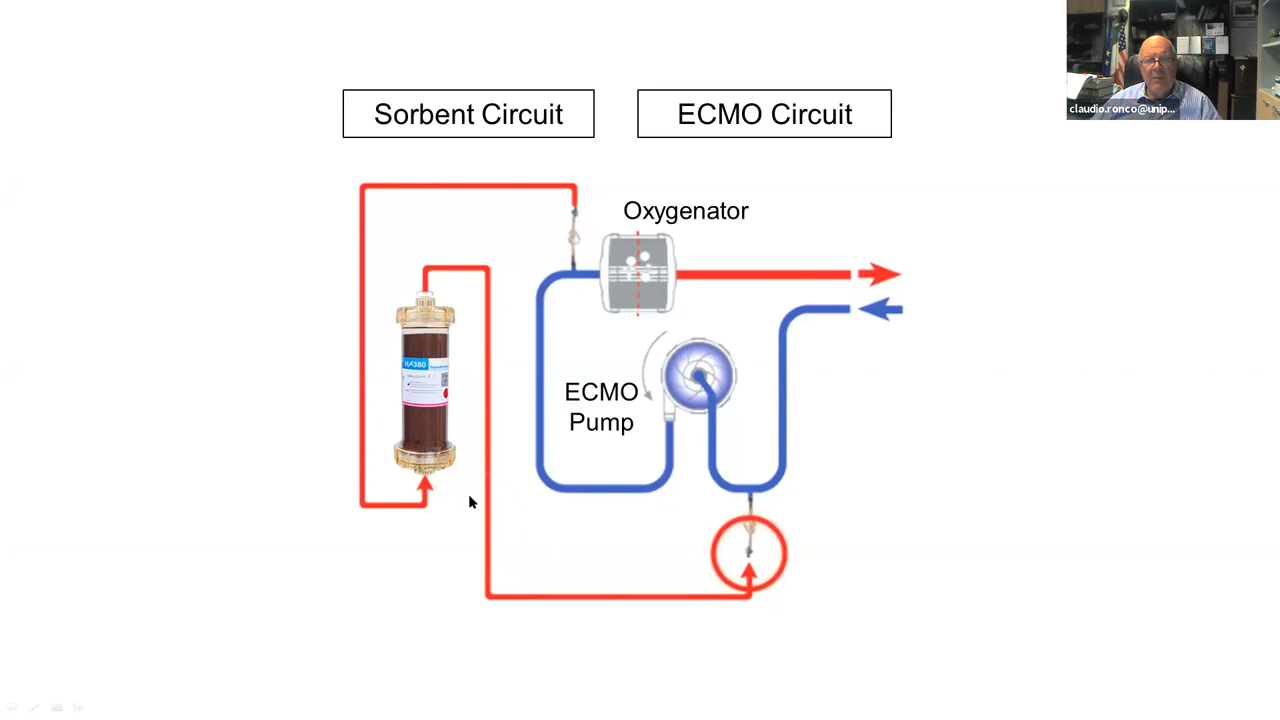 claudio.ronco@unip...
Sorbent Circuit
ECMO Circuit
Oxygenator
HA380
ECMO
Pump